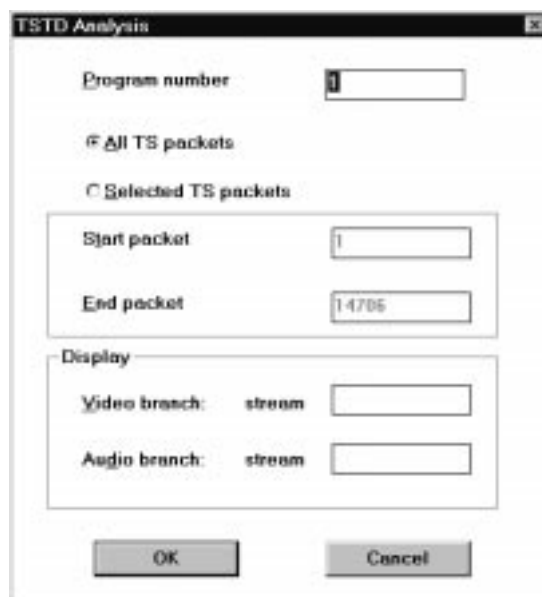 TSTD Analysis
Program number 1
All TS packets
Selected TS packets
Start packet 1
End packet 14706
Display
Video branch: stream
Audio branch: stream
OK Cancel